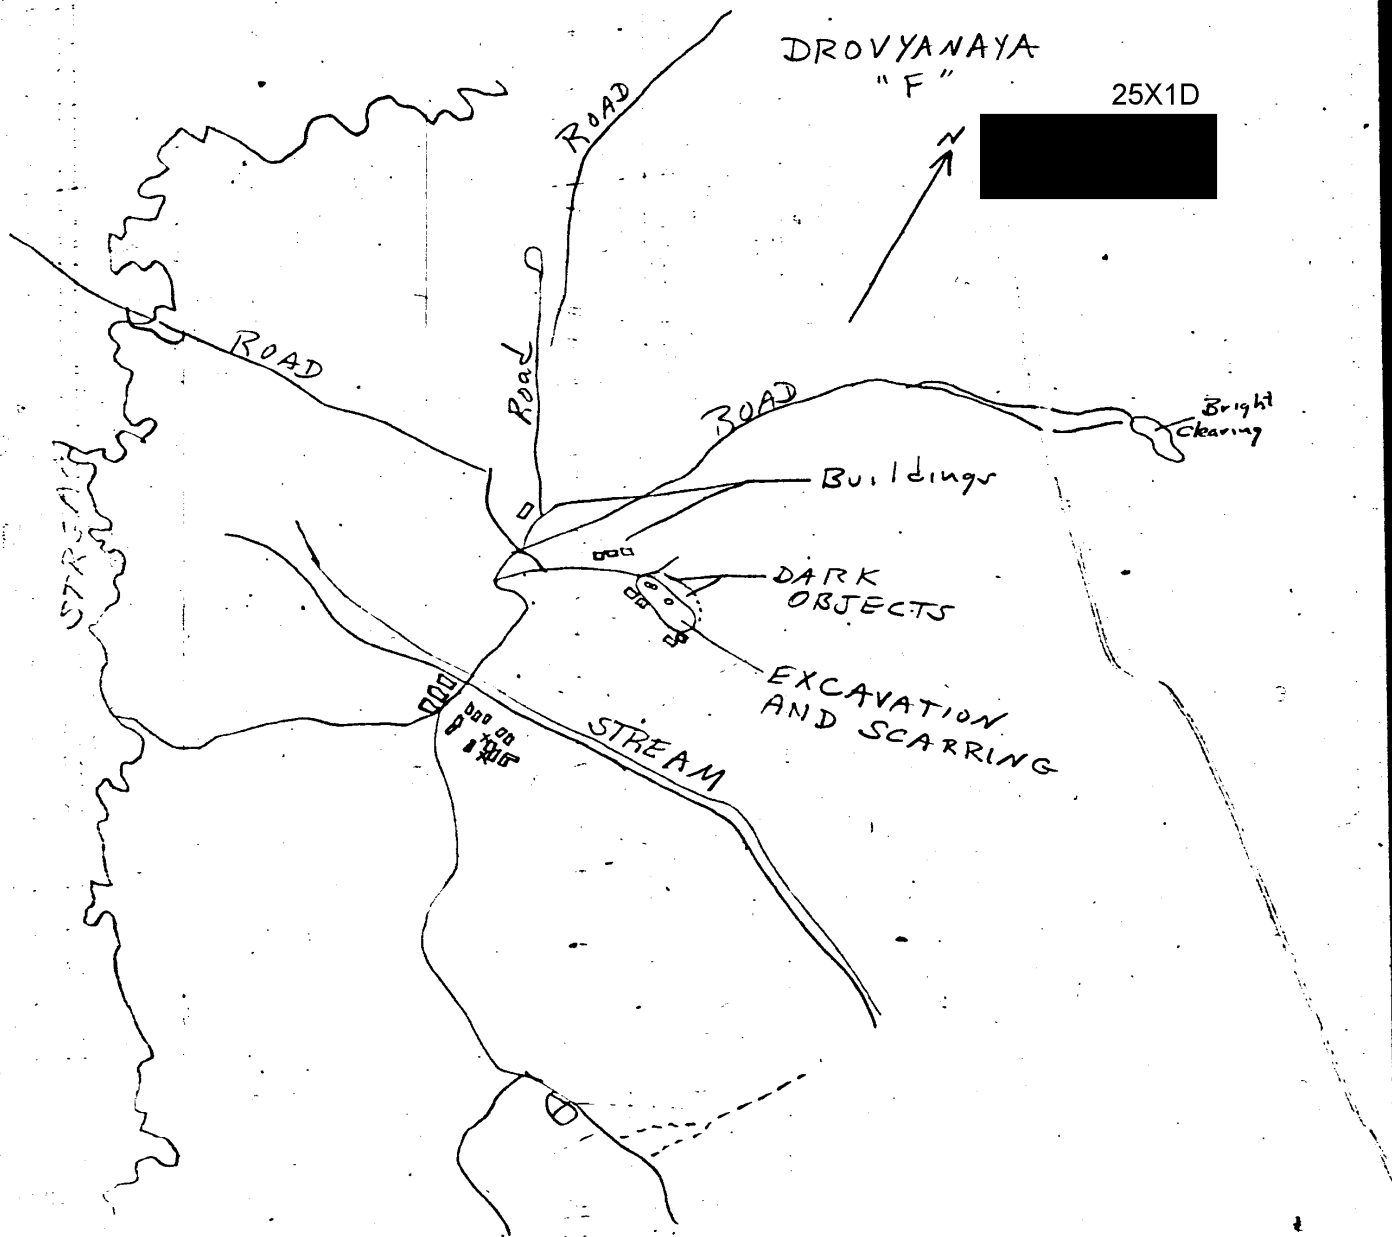 DROVYANAYA
"F"
25X1D
N
ROAD
ROAD
Road
ROAD
Bright
Clearing
Buildings
STREAM
DARK
OBJECTS
EXCAVATION
AND SCARRING
STREAM